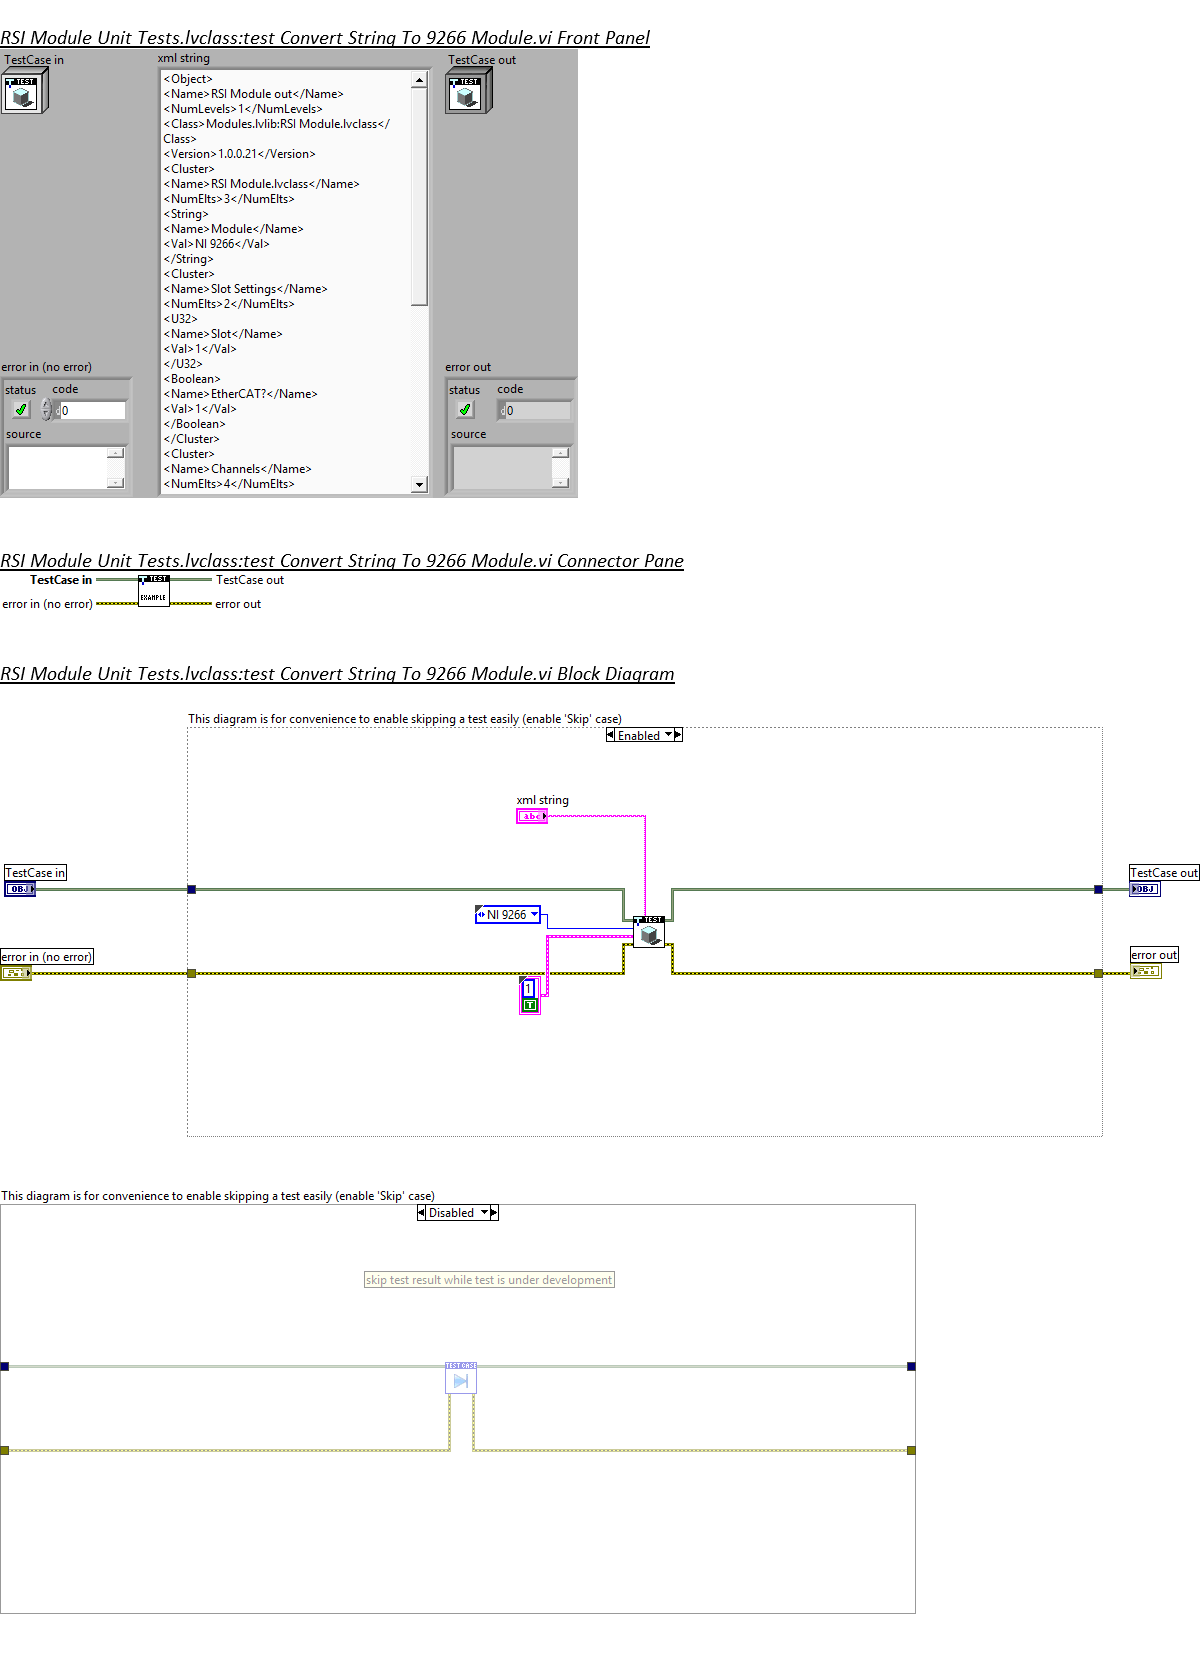 RSI Module Unit Tests.lvclass:test Convert String To 9266 Module.vi Front Panel
TestCase in
xml string
TestCase out
TEST
TEST
<Object>
<Name>RSI Module out</Name>
<NumLevels>1</NumLevels>
<Class>Modules.lvlib:RSI Module.lvclass</
Class>
<Version>1.0.0.21</Version>
<Cluster>
<Name>RSI Module.lvclass</Name>
<NumElts>3</NumElts>
<String>
<Name>Module</Name>
<Val>NI 9266</Val>
</String>
<Cluster>
<Name>Slot Settings</Name>
<NumElts>2</NumElts>
<U32>
<Name>Slot</Name>
<Val>1</Val>
</U32>
<Boolean>
<Name>EtherCAT?</Name>
<Val>1</Val>
</Boolean>
</Cluster>
<Cluster>
<Name>Channels</Name>
<NumElts>4</NumElts>
error in (no error)
status code
d0
source
error out
status code
d0
source
RSI Module Unit Tests.lvclass:test Convert String To 9266 Module.vi Connector Pane
TestCase in
TEST
EXAMPLE
TestCase out
error in (no error)
error out
RSI Module Unit Tests.lvclass:test Convert String To 9266 Module.vi Block Diagram
This diagram is for convenience to enable skipping a test easily (enable 'Skip' case)
Enabled
xml string
abc
TestCase in
OBJ
TestCase out
OBJ
NI 9266
TEST
error in (no error)
error out
1
T
This diagram is for convenience to enable skipping a test easily (enable 'Skip' case)
Disabled
skip test result while test is under development
TEST CASE